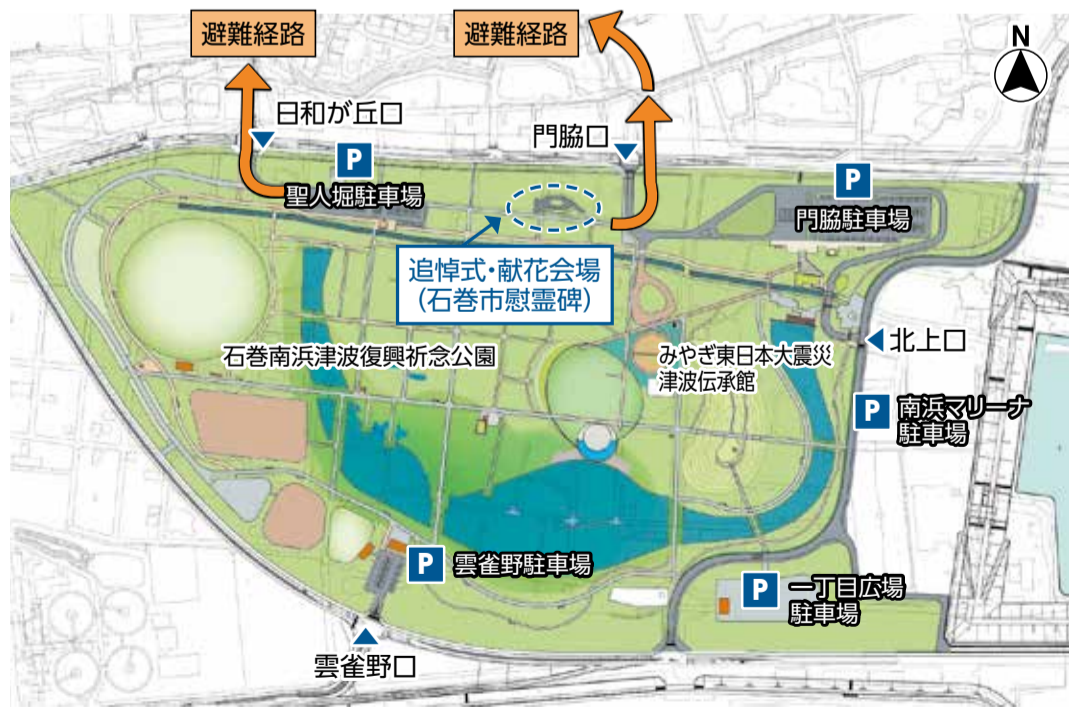 避難経路
避難経路
N
日和が丘口
門脇口
P
聖人堀駐車場
P
門脇駐車場
追悼式・献花会場
(石巻市慰霊碑)
北上口
石巻南浜津波復興祈念公園
みやぎ東日本大震災
津波伝承館
P
南浜マリーナ
駐車場
P
雲雀野駐車場
P
一丁目広場
駐車場
雲雀野口